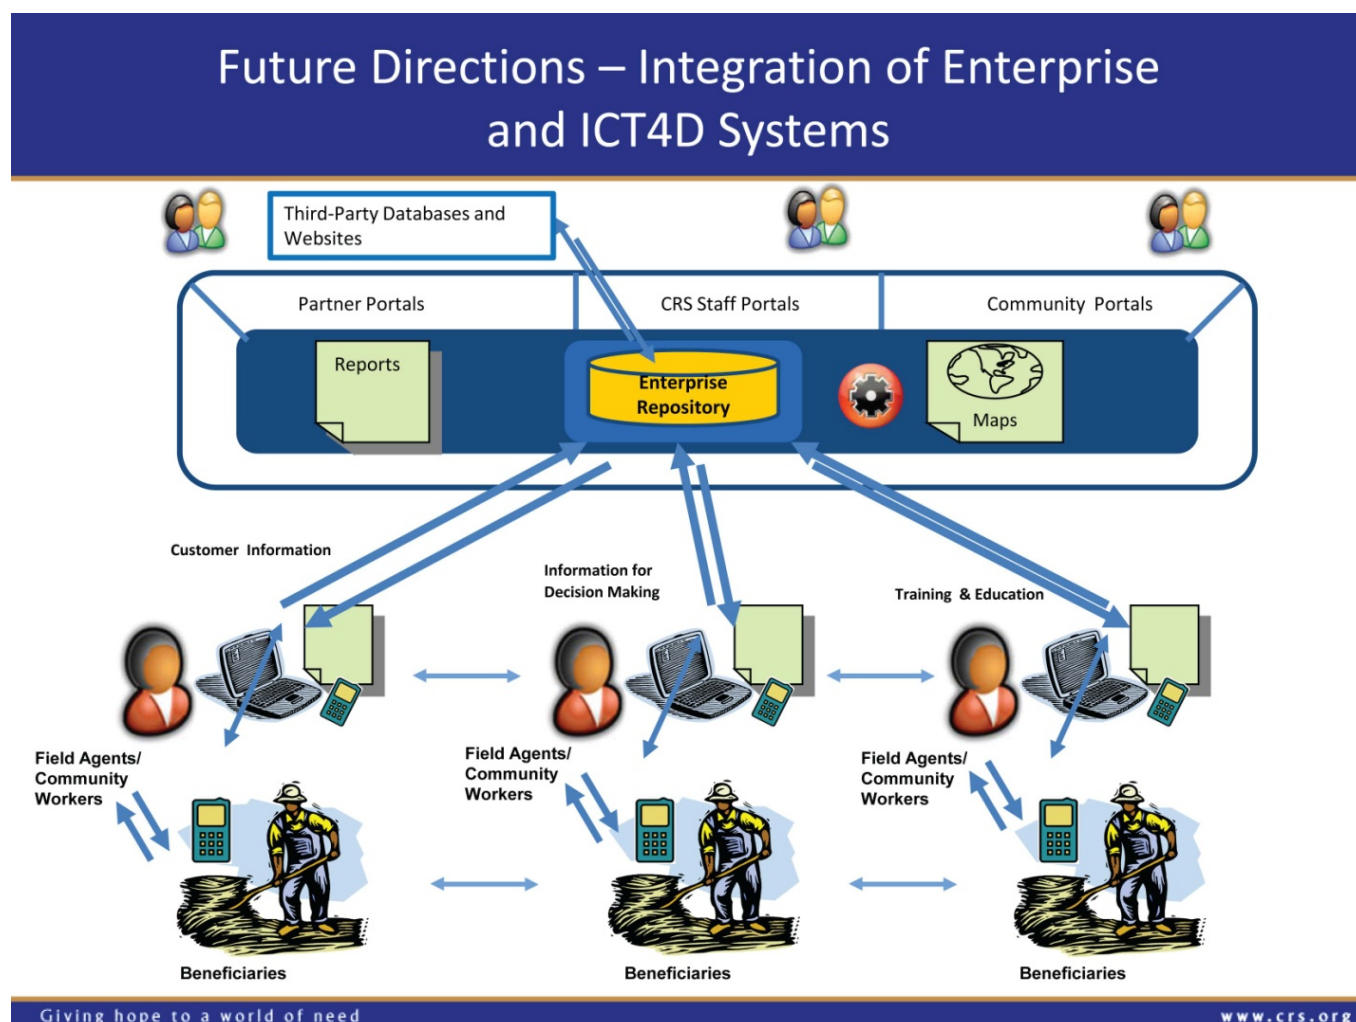 Future Directions – Integration of Enterprise
and ICT4D Systems
Third-Party Databases and
Websites
Partner Portals
CRS Staff Portals
Community Portals
Reports
Enterprise
Repository
Maps
Customer Information
Information for
Decision Making
Training & Education
Field Agents/
Community
Workers
Field Agents/
Community
Workers
Field Agents/
Community
Workers
Beneficiaries
Beneficiaries
Beneficiaries
Giving hope to a world of need
www.crs.org